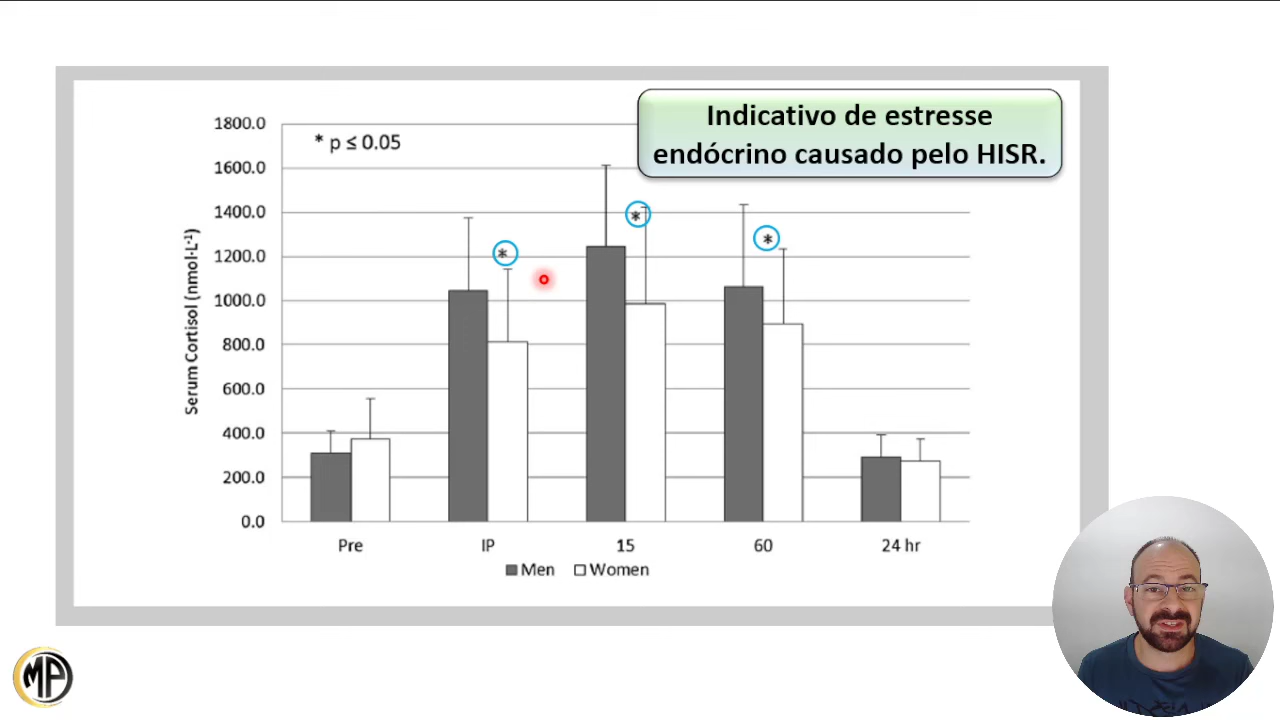 Indicativo de estresse
endócrino causado pelo HISR.
* p ≤ 0.05
1800.0
1600.0
1400.0
1200.0
1000.0
800.0
600.0
400.0
200.0
0.0
Serum Cortisol (nmol·L⁻¹)
*
*
*
Pre
IP
15
60
24 hr
Men
Women
MP